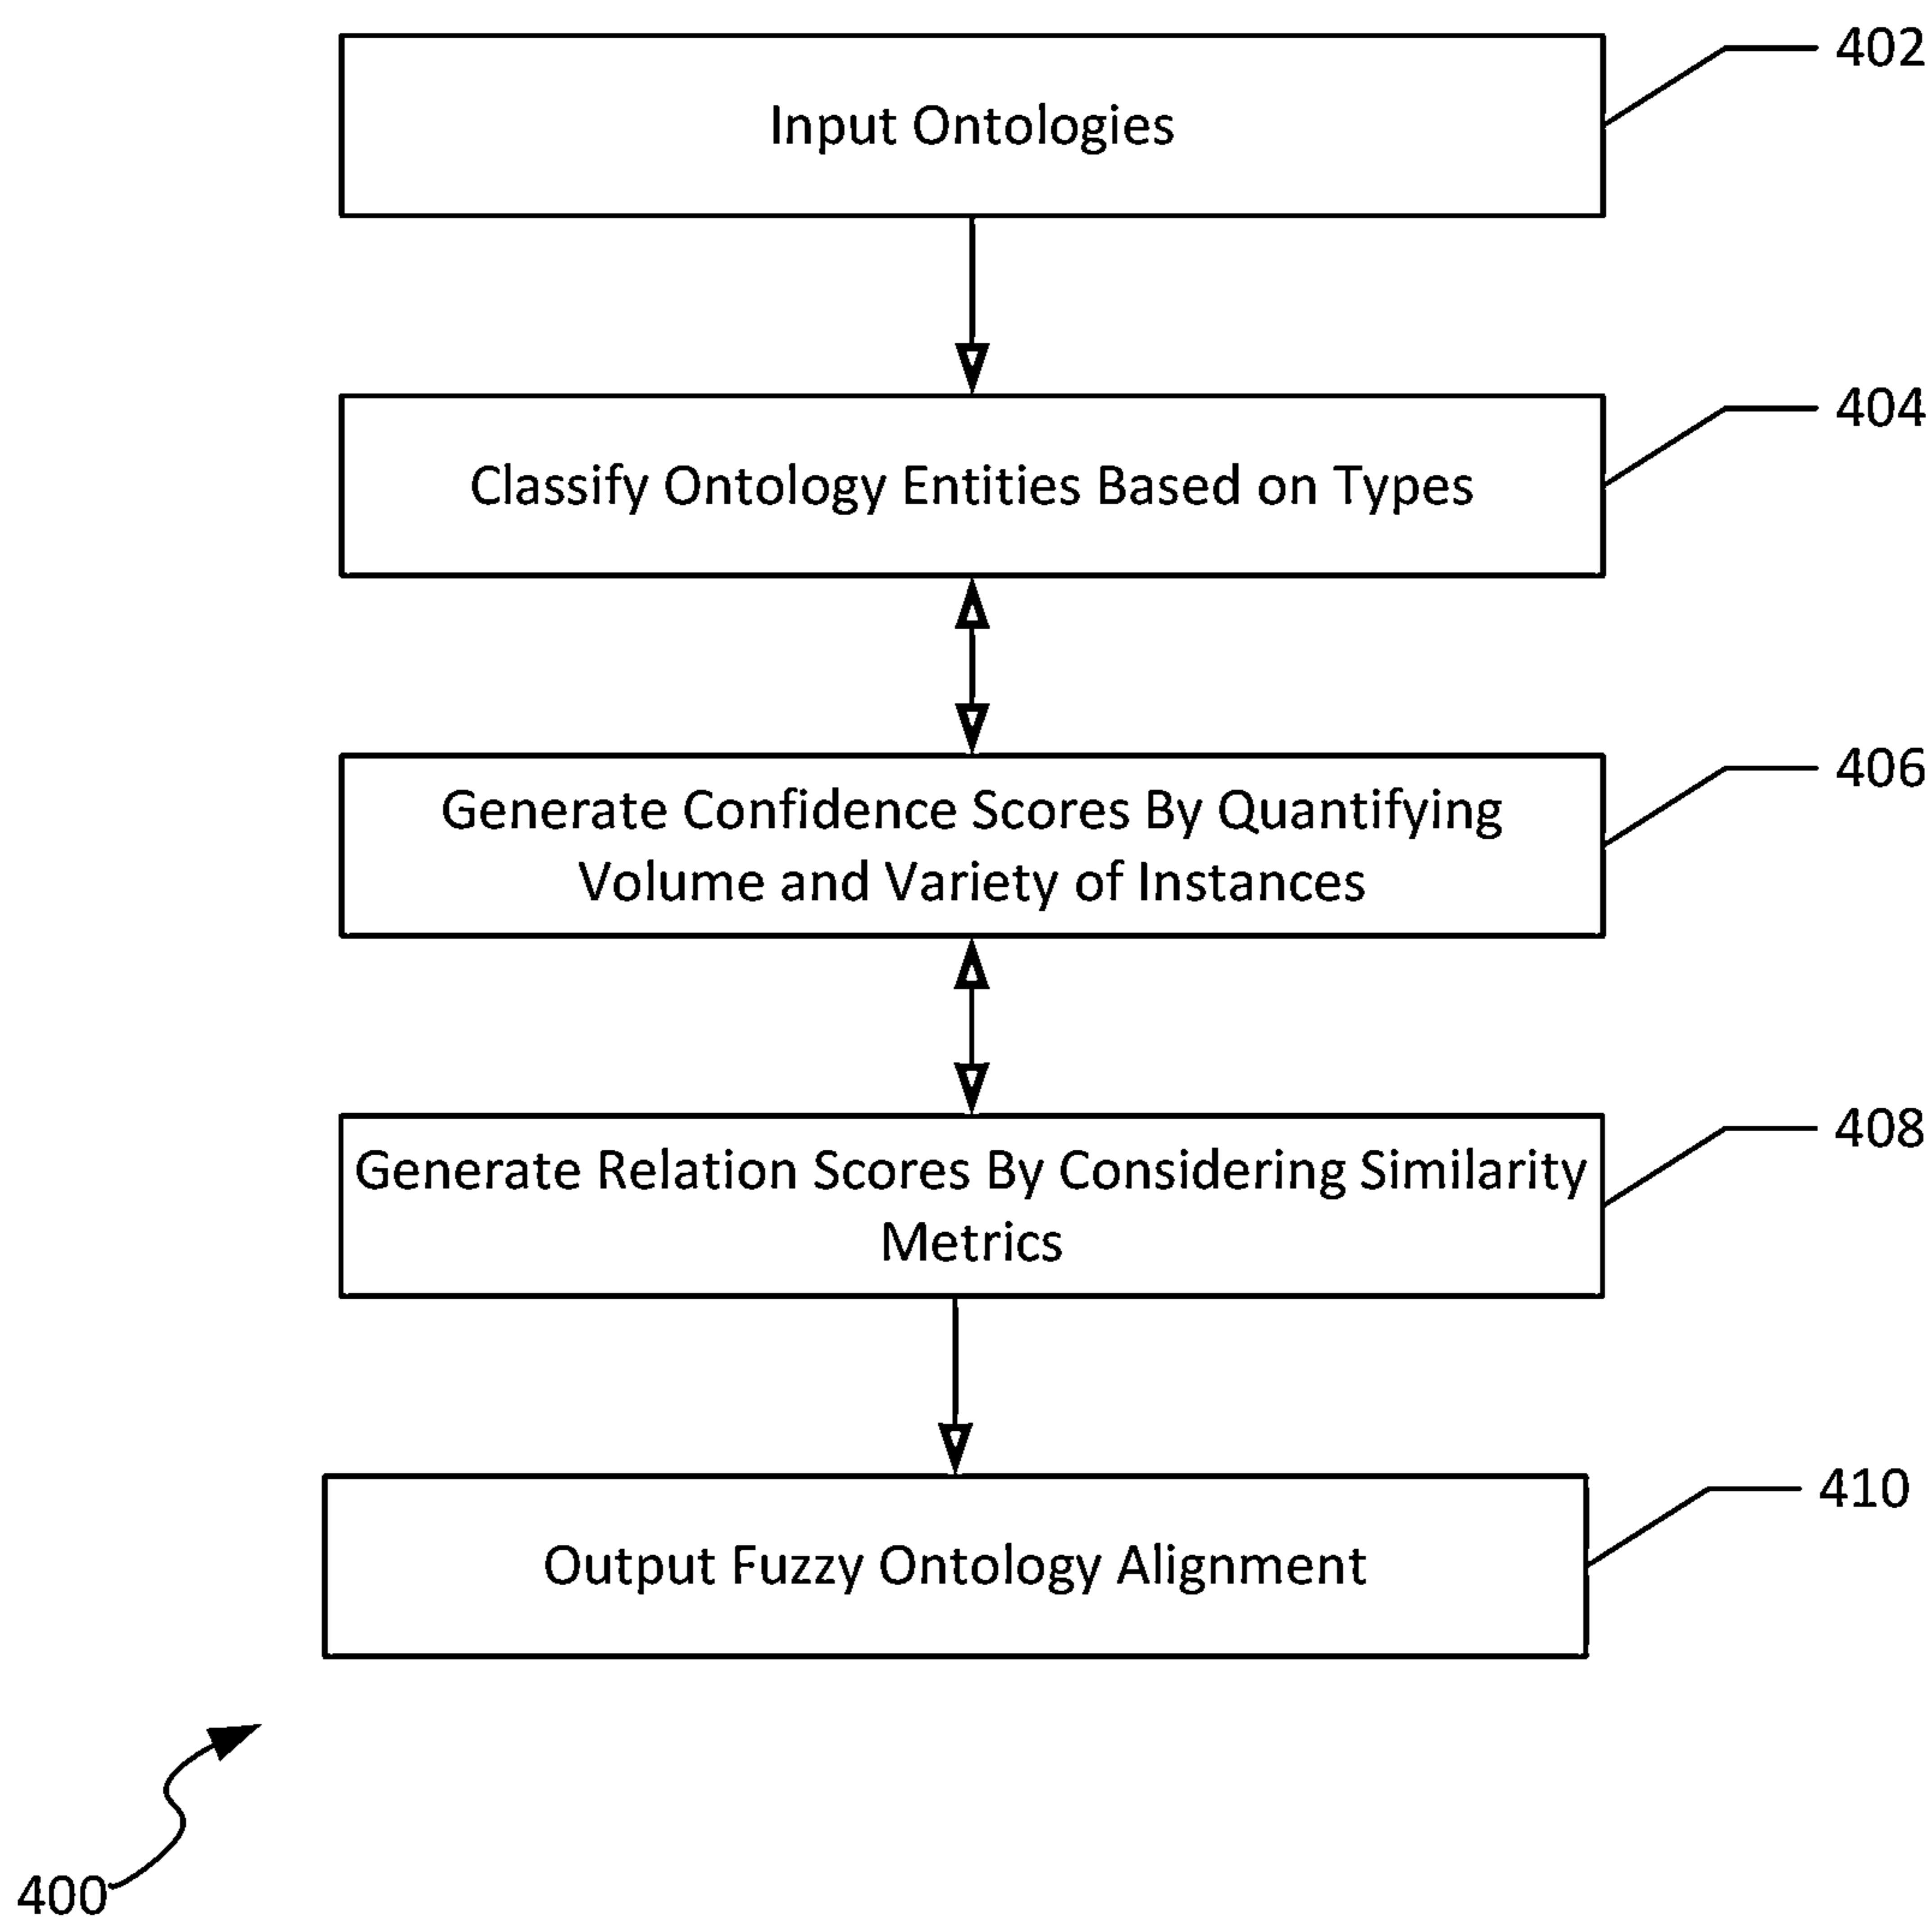 402
Input Ontologies
404
Classify Ontology Entities Based on Types
406
Generate Confidence Scores By Quantifying
Volume and Variety of Instances
408
Generate Relation Scores By Considering Similarity
Metrics
410
Output Fuzzy Ontology Alignment
400